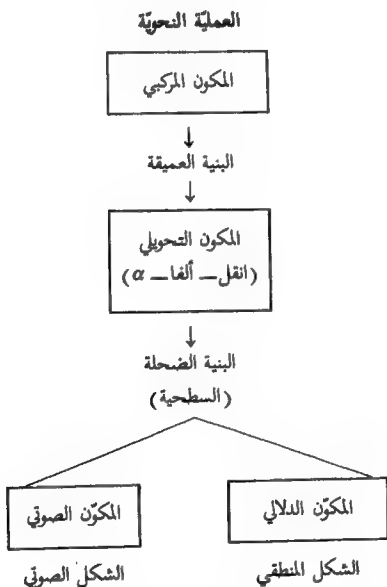 العمليّة النحويّة
المكون المركبي
البنية العميقة
المكون التحويلي
(انقل — ألفا — α)
البنية الضحلة
(السطحية)
المكوّن الدلالي
المكوّن الصوتي
الشكل المنطقي
الشكل الصوتي